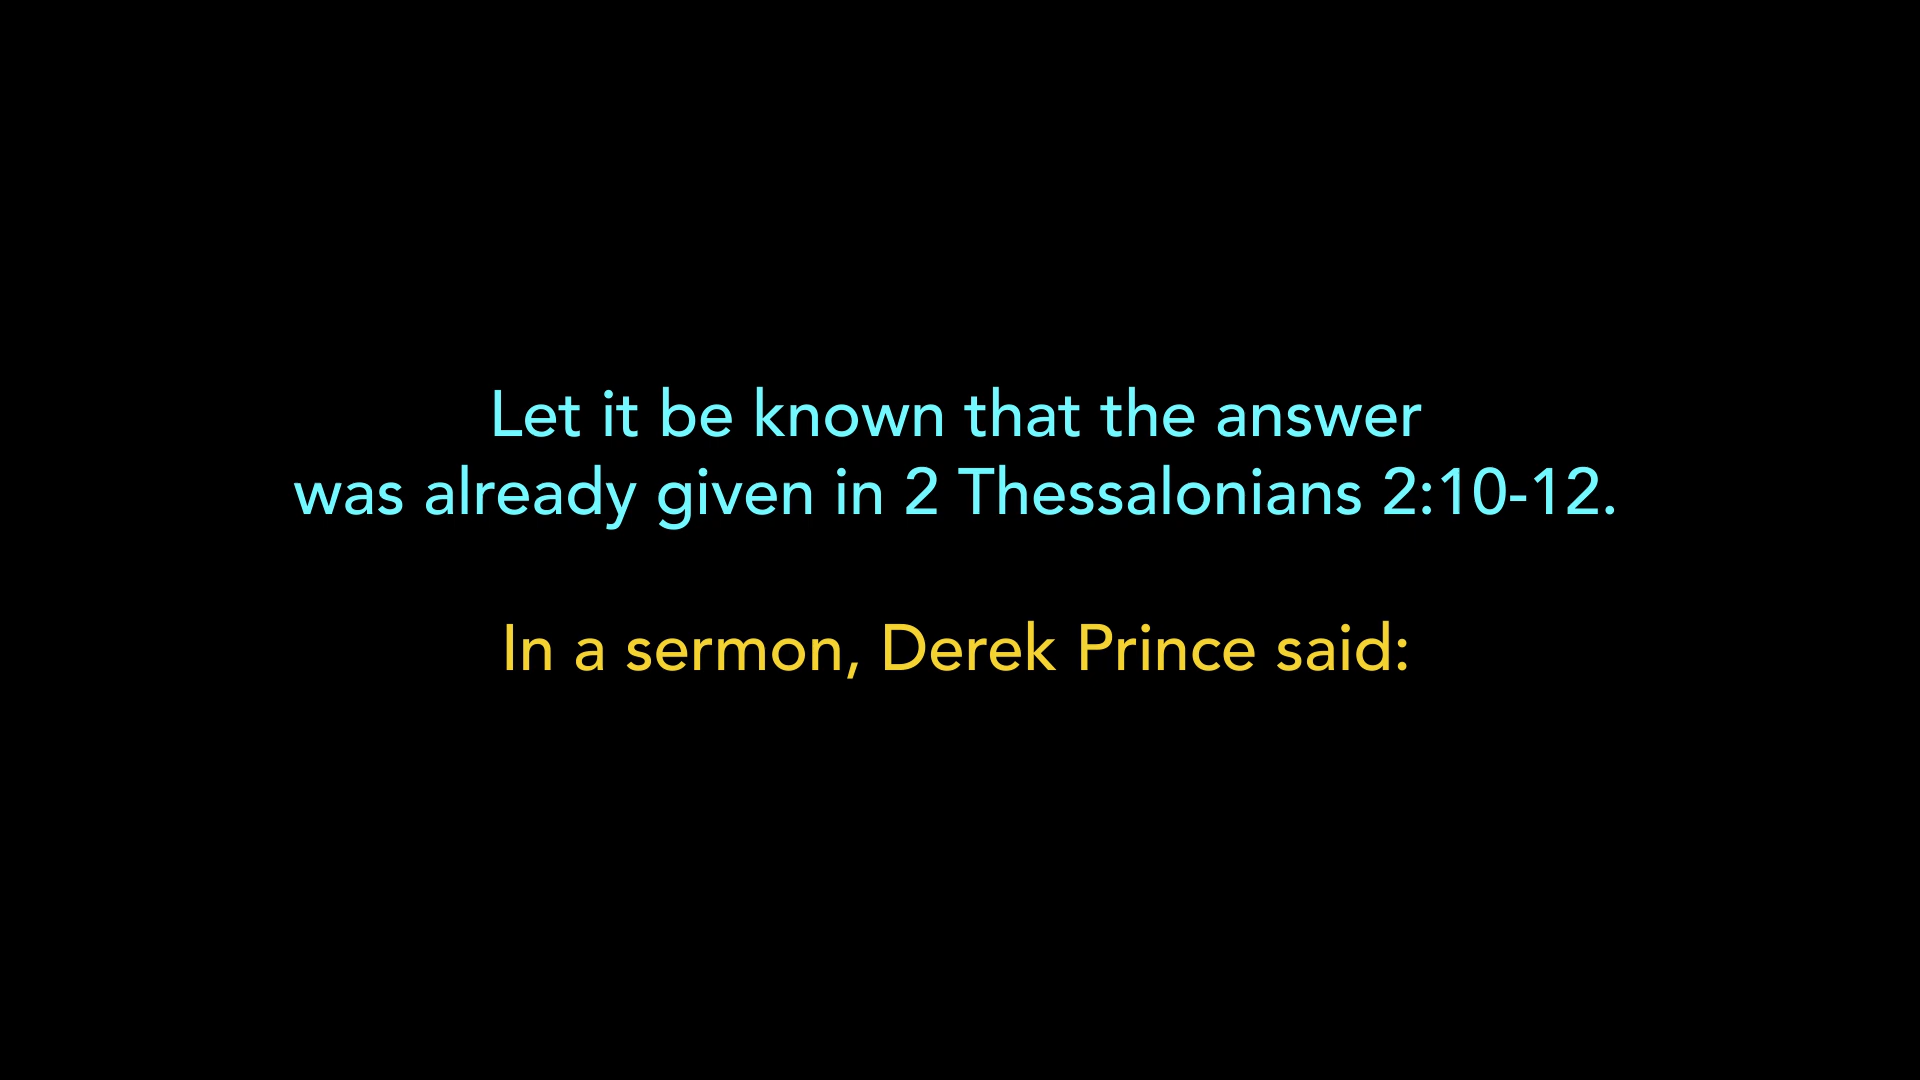 Let it be known that the answer
was already given in 2 Thessalonians 2:10-12.
In a sermon, Derek Prince said: